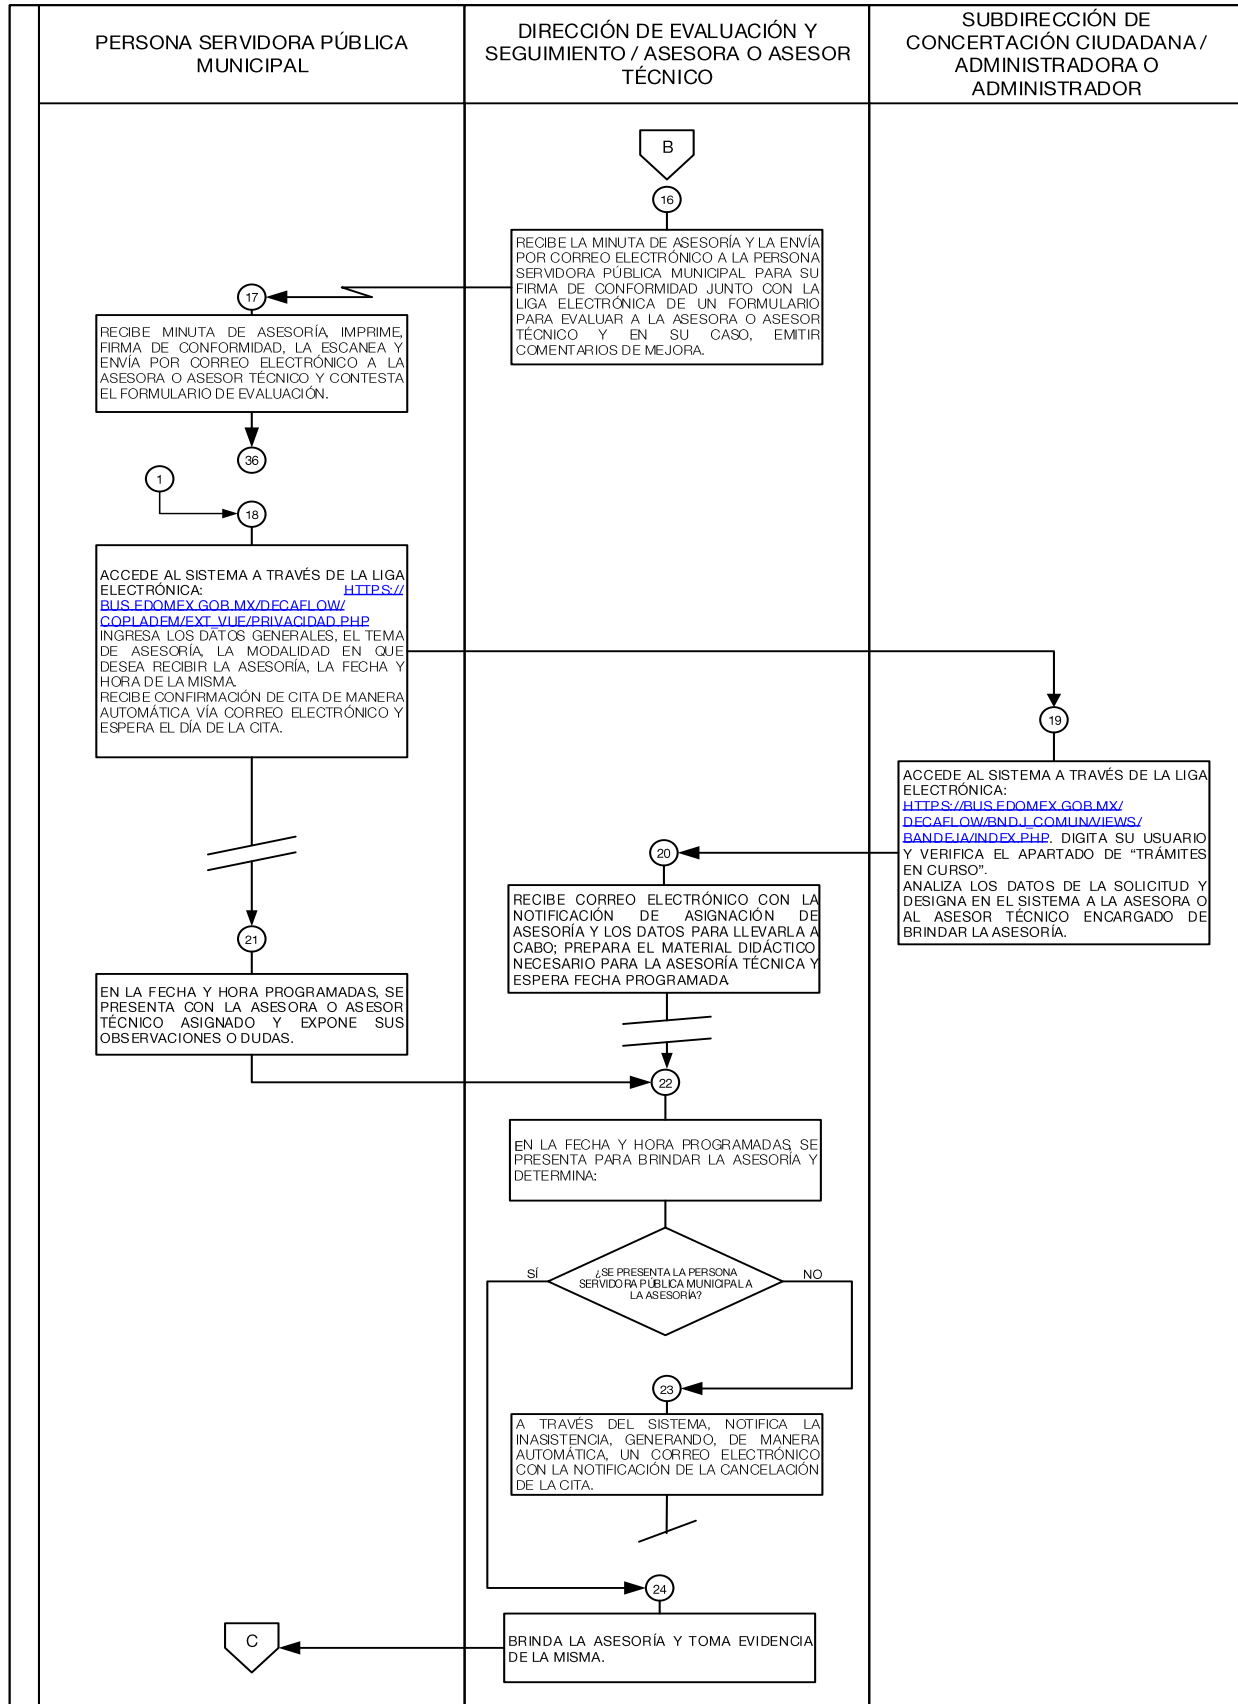 PERSONA SERVIDORA PÚBLICA
MUNICIPAL
DIRECCIÓN DE EVALUACIÓN Y
SEGUIMIENTO / ASESORA O ASESOR
TÉCNICO
SUBDIRECCIÓN DE
CONCERTACIÓN CIUDADANA /
ADMINISTRADORA O
ADMINISTRADOR
B
16
RECIBE LA MINUTA DE ASESORÍA Y LA ENVÍA
POR CORREO ELECTRÓNICO A LA PERSONA
SERVIDORA PÚBLICA MUNICIPAL PARA SU
FIRMA DE CONFORMIDAD JUNTO CON LA
LIGA ELECTRÓNICA DE UN FORMULARIO
PARA EVALUAR A LA ASESORA O ASESOR
TÉCNICO Y EN SU CASO, EMITIR
COMENTARIOS DE MEJORA.
17
RECIBE MINUTA DE ASESORÍA, IMPRIME,
FIRMA DE CONFORMIDAD, LA ESCANEA Y
ENVÍA POR CORREO ELECTRÓNICO A LA
ASESORA O ASESOR TÉCNICO Y CONTESTA
EL FORMULARIO DE EVALUACIÓN.
36
1
18
ACCEDE AL SISTEMA A TRAVÉS DE LA LIGA
ELECTRÓNICA: HTTPS://
BUS.EDOMEX.GOB.MX/DECAFLOW/
COPLADEM/EXT_VUE/PRIVACIDAD.PHP
INGRESA LOS DATOS GENERALES, EL TEMA
DE ASESORÍA, LA MODALIDAD EN QUE
DESEA RECIBIR LA ASESORÍA, LA FECHA Y
HORA DE LA MISMA.
RECIBE CONFIRMACIÓN DE CITA DE MANERA
AUTOMÁTICA VÍA CORREO ELECTRÓNICO Y
ESPERA EL DÍA DE LA CITA.
19
ACCEDE AL SISTEMA A TRAVÉS DE LA LIGA
ELECTRÓNICA:
HTTPS://BUS.EDOMEX.GOB.MX/
DECAFLOW/BNDJ_COMUN/VIEWS/
BANDEJA/INDEX.PHP. DIGITA SU USUARIO
Y VERIFICA EL APARTADO DE “TRÁMITES
EN CURSO”.
ANALIZA LOS DATOS DE LA SOLICITUD Y
DESIGNA EN EL SISTEMA A LA ASESORA O
AL ASESOR TÉCNICO ENCARGADO DE
BRINDAR LA ASESORÍA.
20
RECIBE CORREO ELECTRÓNICO CON LA
NOTIFICACIÓN DE ASIGNACIÓN DE
ASESORÍA Y LOS DATOS PARA LLEVARLA A
CABO; PREPARA EL MATERIAL DIDÁCTICO
NECESARIO PARA LA ASESORÍA TÉCNICA Y
ESPERA FECHA PROGRAMADA.
21
EN LA FECHA Y HORA PROGRAMADAS, SE
PRESENTA CON LA ASESORA O ASESOR
TÉCNICO ASIGNADO Y EXPONE SUS
OBSERVACIONES O DUDAS.
22
EN LA FECHA Y HORA PROGRAMADAS, SE
PRESENTA PARA BRINDAR LA ASESORÍA Y
DETERMINA:
SÍ
¿SE PRESENTA LA PERSONA
SERVIDORA PÚBLICA MUNICIPAL A
LA ASESORÍA?
NO
23
A TRAVÉS DEL SISTEMA, NOTIFICA LA
INASISTENCIA, GENERANDO, DE MANERA
AUTOMÁTICA, UN CORREO ELECTRÓNICO
CON LA NOTIFICACIÓN DE LA CANCELACIÓN
DE LA CITA.
24
BRINDA LA ASESORÍA Y TOMA EVIDENCIA
DE LA MISMA.
C